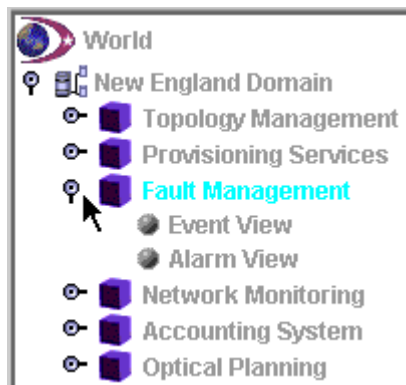 World
New England Domain
Topology Management
Provisioning Services
Fault Management
Event View
Alarm View
Network Monitoring
Accounting System
Optical Planning